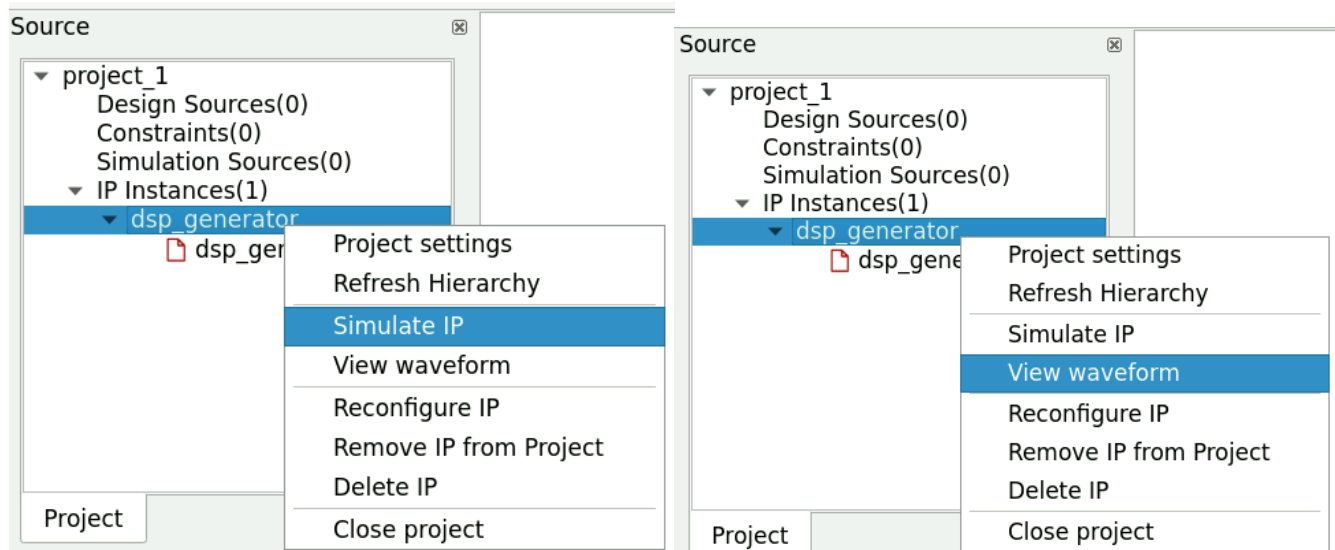 Source
project_1
Design Sources(0)
Constraints(0)
Simulation Sources(0)
IP Instances(1)
dsp_generator
dsp_ger
Project settings
Refresh Hierarchy
Simulate IP
View waveform
Reconfigure IP
Remove IP from Project
Delete IP
Close project
Project
Source
project_1
Design Sources(0)
Constraints(0)
Simulation Sources(0)
IP Instances(1)
dsp_generator
dsp_gene
Project settings
Refresh Hierarchy
Simulate IP
View waveform
Reconfigure IP
Remove IP from Project
Delete IP
Close project
Project